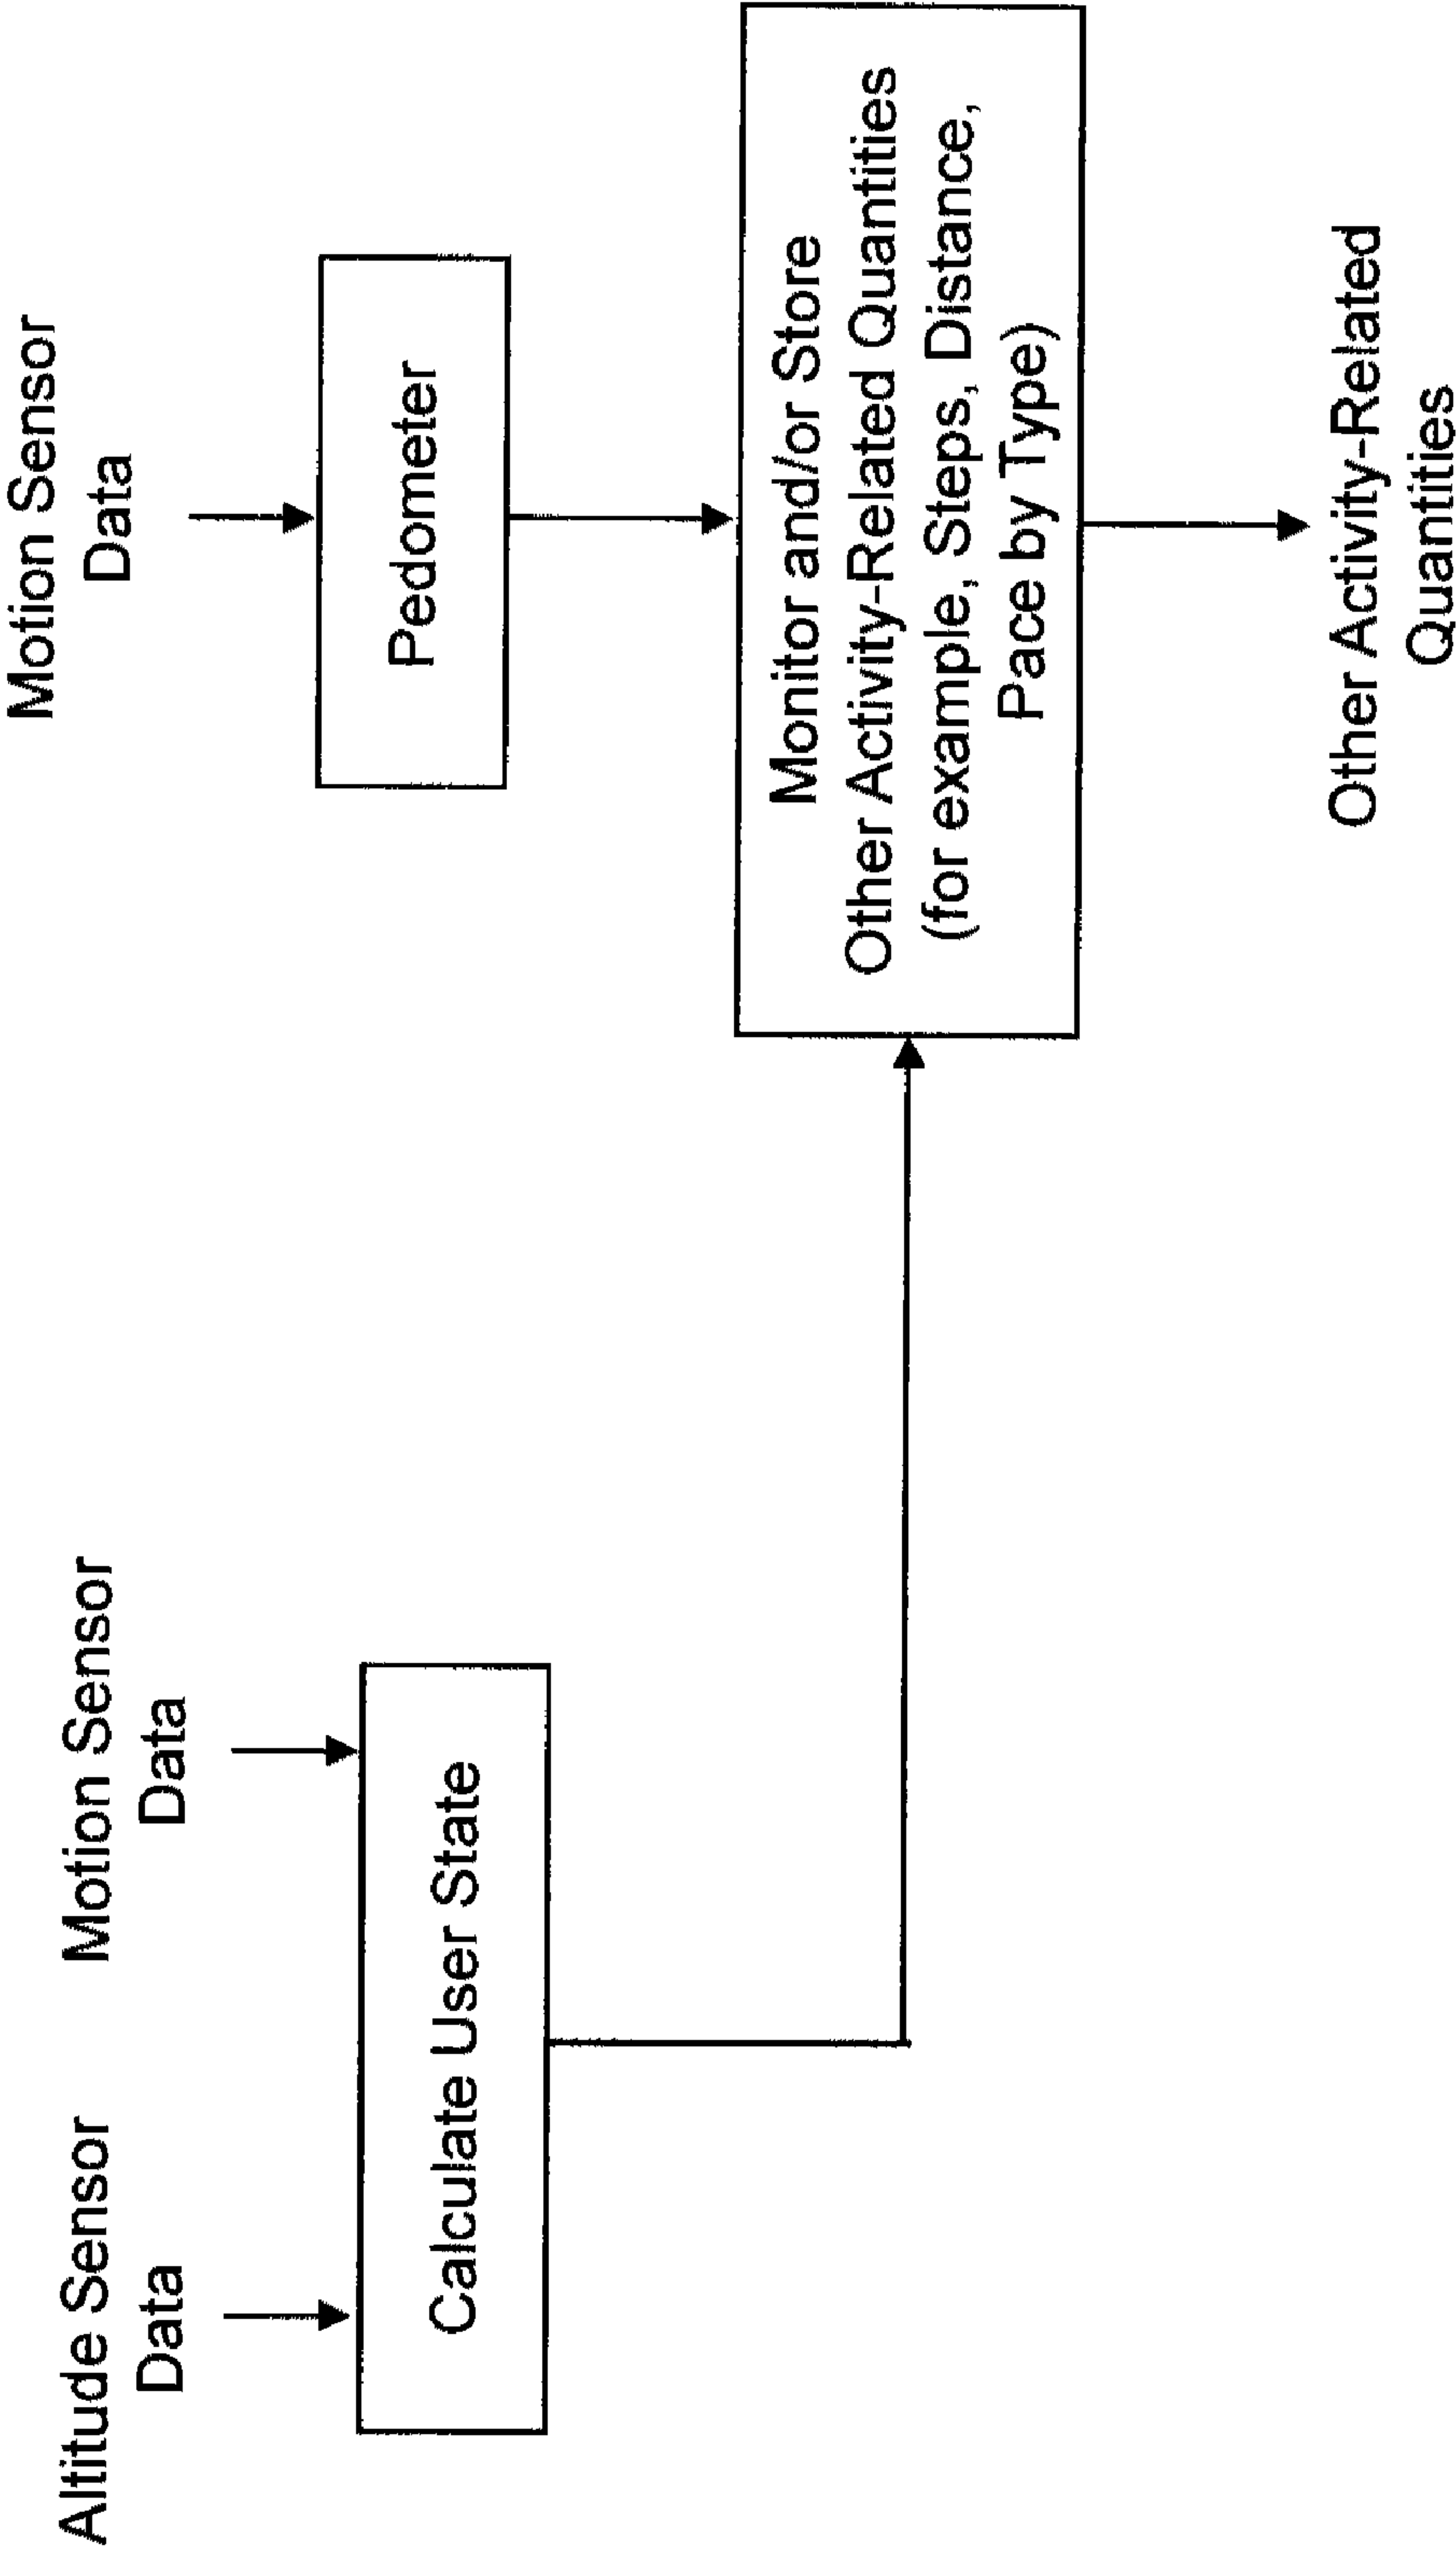 Altitude Sensor
Data
Motion Sensor
Data
Motion Sensor
Data
Calculate User State
Pedometer
Monitor and/or Store
Other Activity-Related Quantities
(for example, Steps, Distance,
Pace by Type)
Other Activity-Related
Quantities